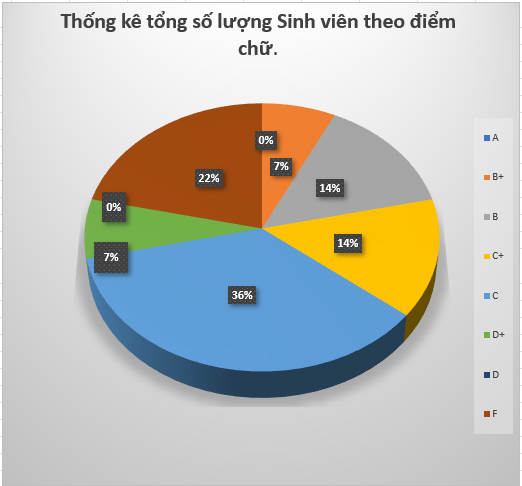 Thống kê tổng số lượng Sinh viên theo điểm
chữ.
0%
7%
14%
14%
36%
7%
0%
22%
A
B+
B
C+
C
D+
D
F